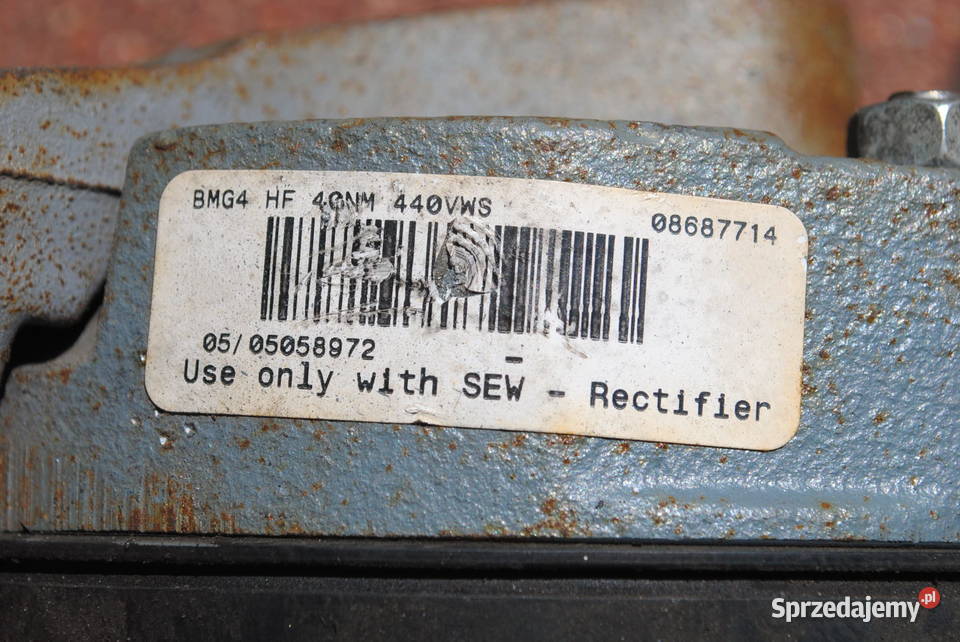 BMG4 HF 40NM 440VWS
08687714
05/05058972 -
Use only with SEW - Rectifier
Sprzedajemy.pl